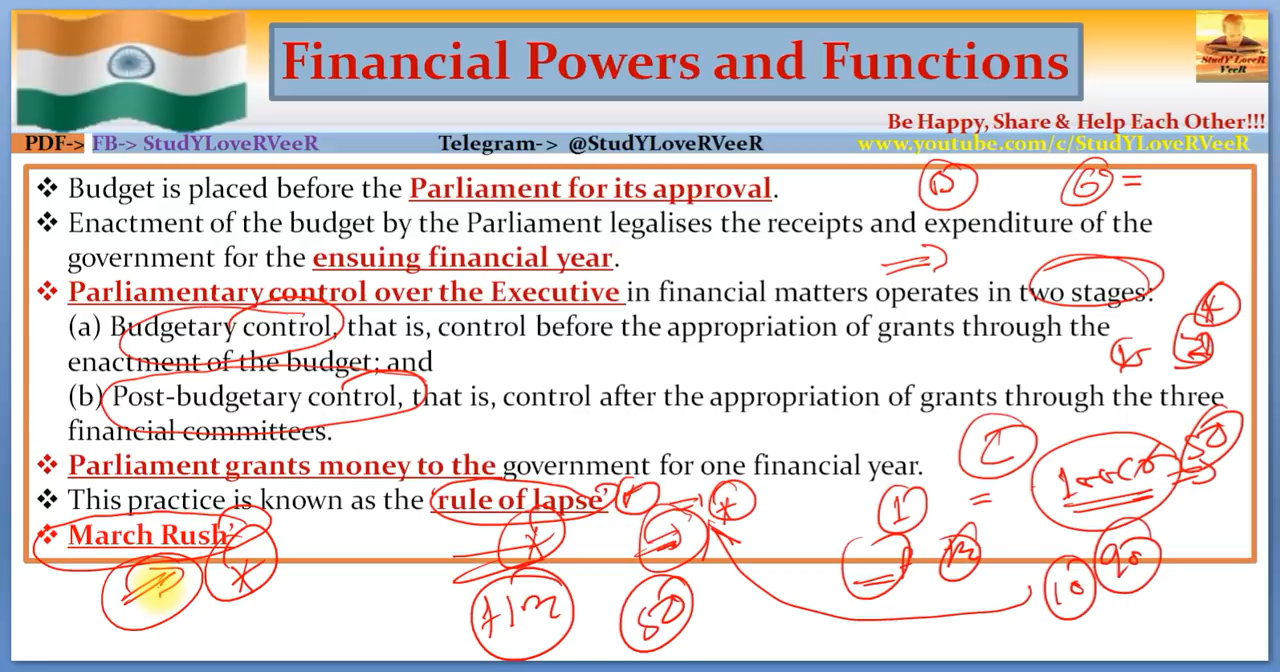 Financial Powers and Functions
StudY LoveR
VeeR
Be Happy, Share & Help Each Other!!!
PDF-> FB-> StudYLoveRVeeR Telegram-> @StudYLoveRVeeR www.youtube.com/c/StudYLoveRVeeR
❖ Budget is placed before the Parliament for its approval.
❖ Enactment of the budget by the Parliament legalises the receipts and expenditure of the
government for the ensuing financial year.
❖ Parliamentary control over the Executive in financial matters operates in two stages:
(a) Budgetary control, that is, control before the appropriation of grants through the
enactment of the budget; and
(b) Post-budgetary control, that is, control after the appropriation of grants through the three
financial committees.
❖ Parliament grants money to the government for one financial year.
❖ This practice is known as the 'rule of lapse'
❖ March Rush'
B G =
1 =
50
10 90